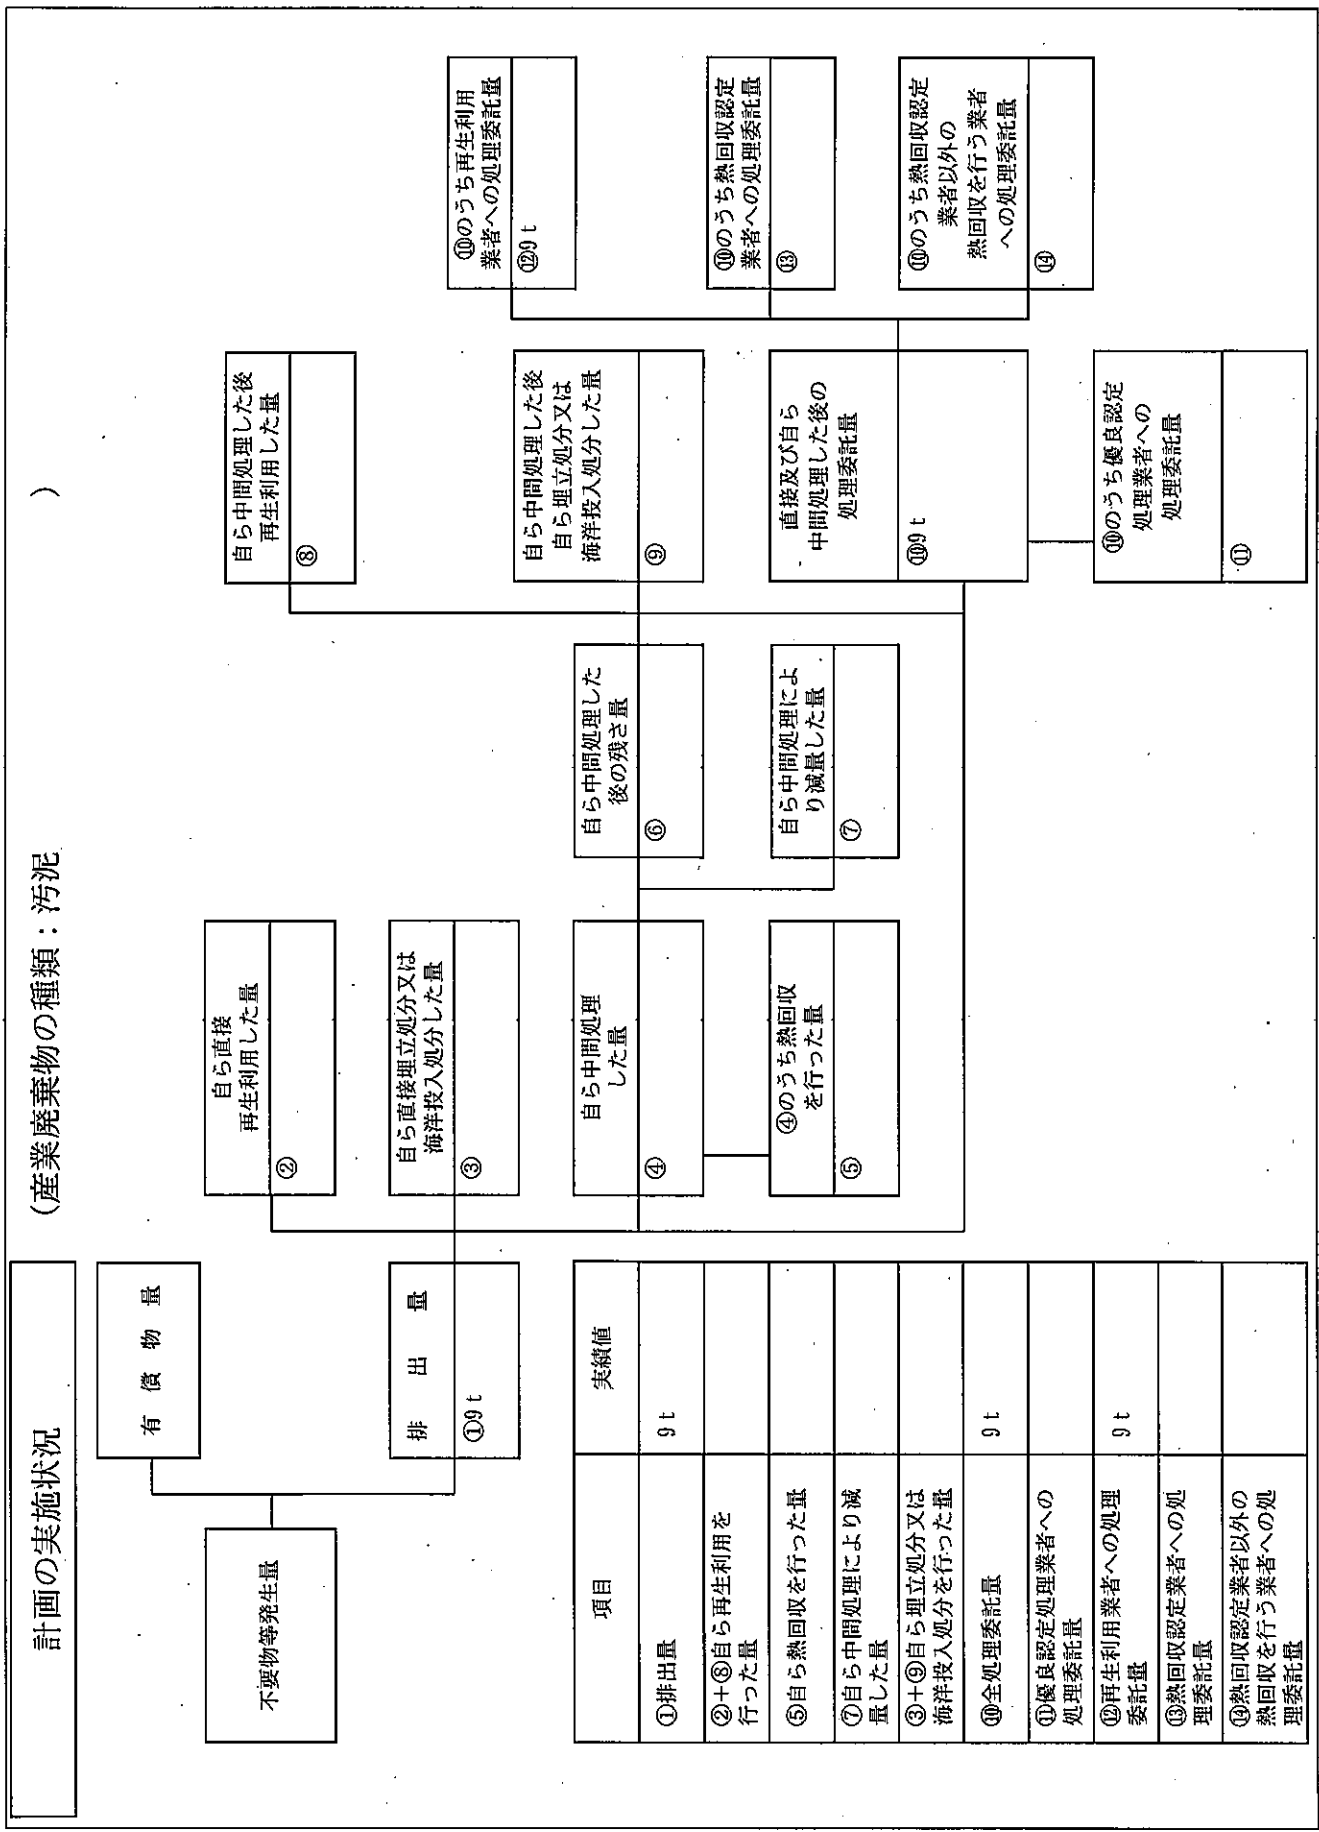 計画の実施状況
(産業廃棄物の種類：汚泥 )
不要物等発生量
有償物量
排出量
①9t
自ら直接
再生利用した量
②
自ら直接埋立処分又は
海洋投入処分した量
③
自ら中間処理
した量
④
④のうち熱回収
を行った量
⑤
自ら中間処理した
後の残さ量
⑥
自ら中間処理によ
り減量した量
⑦
自ら中間処理した後
再生利用した量
⑧
自ら中間処理した後
自ら埋立処分又は
海洋投入処分した量
⑨
直接及び自ら
中間処理した後の
処理委託量
⑩9t
⑩のうち優良認定
処理業者への
処理委託量
⑪
⑩のうち再生利用
業者への処理委託量
⑫9t
⑩のうち熱回収認定
業者への処理委託量
⑬
⑩のうち熱回収認定
業者以外の
熱回収を行う業者
への処理委託量
⑭
項目 実績値
①排出量 9t
②+⑧自ら再生利用を
行った量
⑤自ら熱回収を行った量
⑦自ら中間処理により減
量した量
③+⑨自ら埋立処分又は
海洋投入処分を行った量
⑩全処理委託量 9t
⑪優良認定処理業者への
処理委託量
⑫再生利用業者への処理
委託量 9t
⑬熱回収認定業者への処
理委託量
⑭熱回収認定業者以外の
熱回収を行う業者への処
理委託量